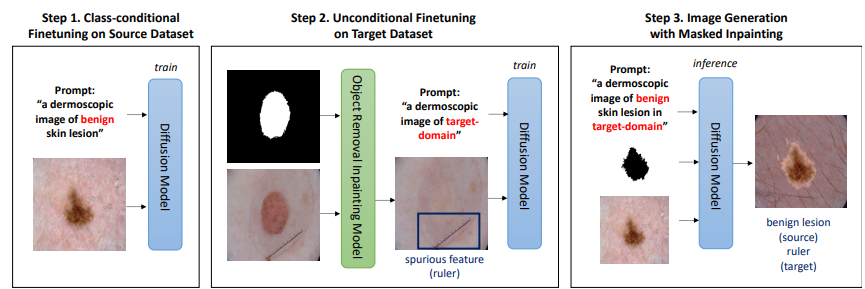 Step 1. Class-conditional
Finetuning on Source Dataset
train
Prompt:
“a dermoscopic
image of benign
skin lesion”
Diffusion Model
Step 2. Unconditional Finetuning
on Target Dataset
Object Removal Inpainting Model
train
Prompt:
“a dermoscopic
image of target-
domain”
spurious feature
(ruler)
Diffusion Model
Step 3. Image Generation
with Masked Inpainting
inference
Prompt:
“a dermoscopic
image of benign
skin lesion in
target-domain”
Diffusion Model
benign lesion
(source)
ruler
(target)